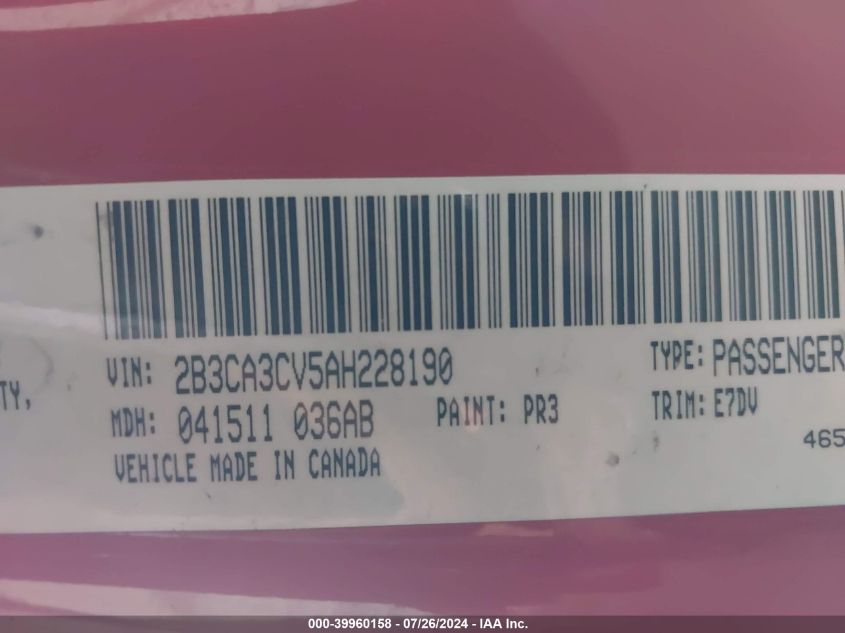 VIN: 2B3CA3CV5AH228190
TYPE: PASSENGER
TY,
MDH: 041511 036AB
PAINT: PR3
TRIM: E7DV
VEHICLE MADE IN CANADA
465
000-39960158 - 07/26/2024 - IAA Inc.